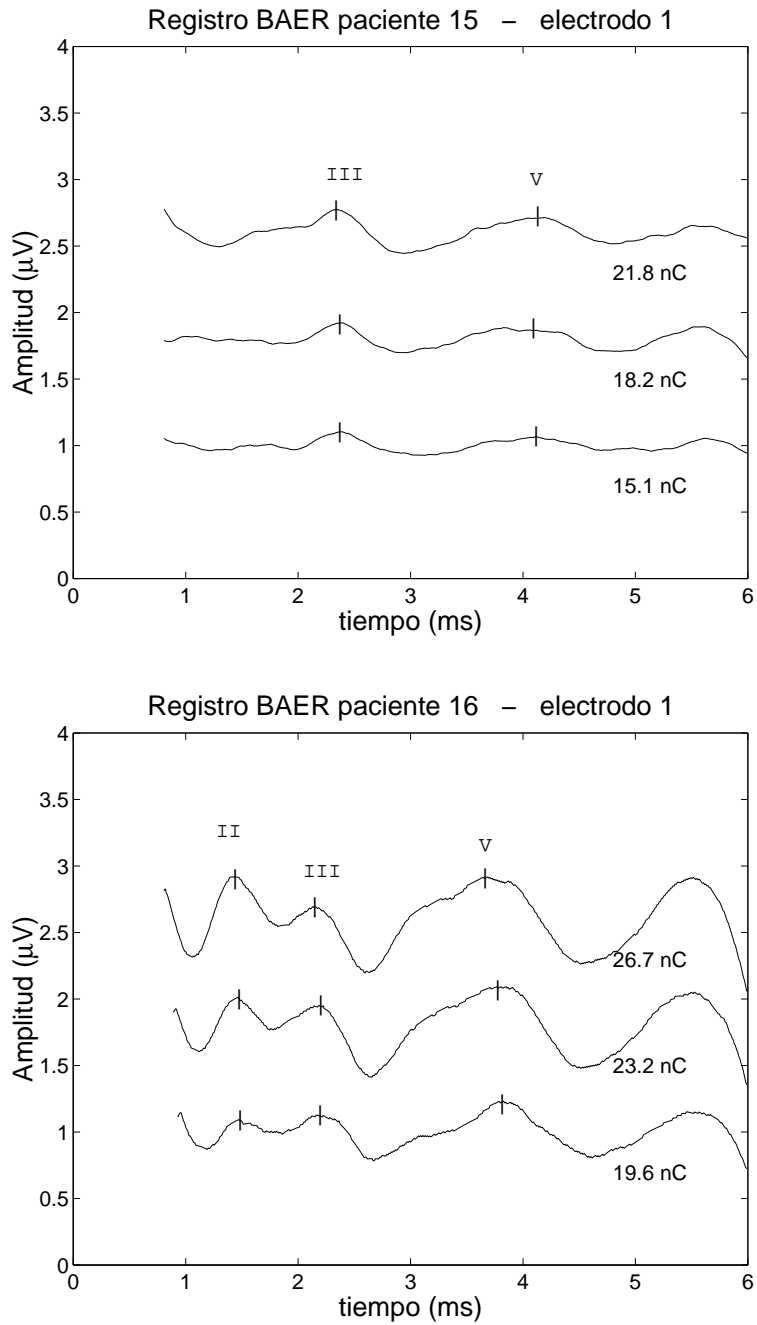 Registro BAER paciente 15 – electrodo 1
4
3.5
3
2.5
2
1.5
1
0.5
0
Amplitud (μV)
III
V
21.8 nC
18.2 nC
15.1 nC
0 1 2 3 4 5 6
tiempo (ms)
Registro BAER paciente 16 – electrodo 1
4
3.5
3
2.5
2
1.5
1
0.5
0
Amplitud (μV)
II
III
V
26.7 nC
23.2 nC
19.6 nC
0 1 2 3 4 5 6
tiempo (ms)